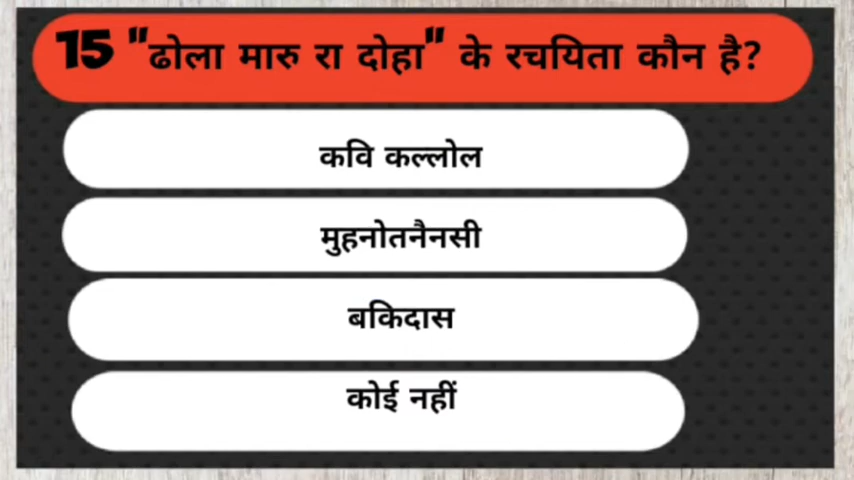 15 "ढोला मारु रा दोहा" के रचयिता कौन है?
कवि कल्लोल
मुहनोतनैनसी
बकिदास
कोई नहीं